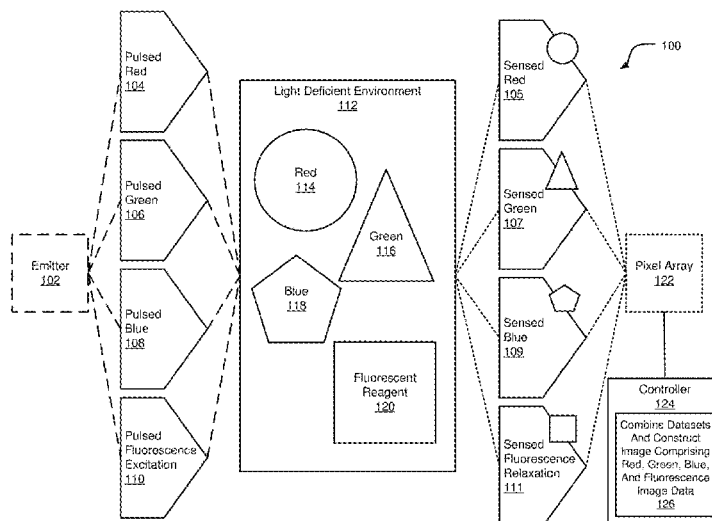 100
Pulsed
Red
104
Pulsed
Green
106
Pulsed
Blue
108
Pulsed
Fluorescence
Excitation
110
Emitter
102
Light Deficient Environment
112
Red
114
Green
116
Blue
118
Fluorescent
Reagent
120
Sensed
Red
105
Sensed
Green
107
Sensed
Blue
109
Sensed
Fluorescence
Relaxation
111
Pixel Array
122
Controller
124
Combines Datasets
And Construct
Image Comprising
Red, Green, Blue,
And Fluorescence
Image Data
126